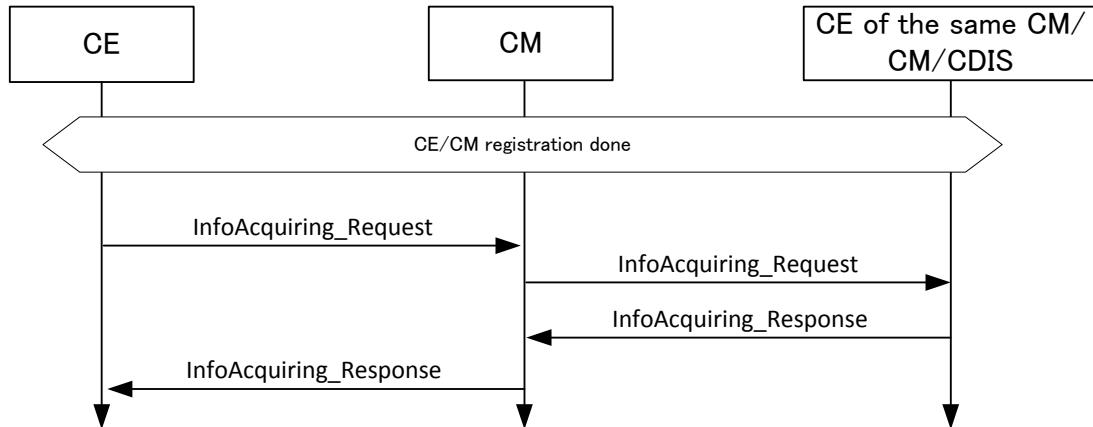 CE
CM
CE of the same CM/
CM/CDIS
CE/CM registration done
InfoAcquiring_Request
InfoAcquiring_Request
InfoAcquiring_Response
InfoAcquiring_Response